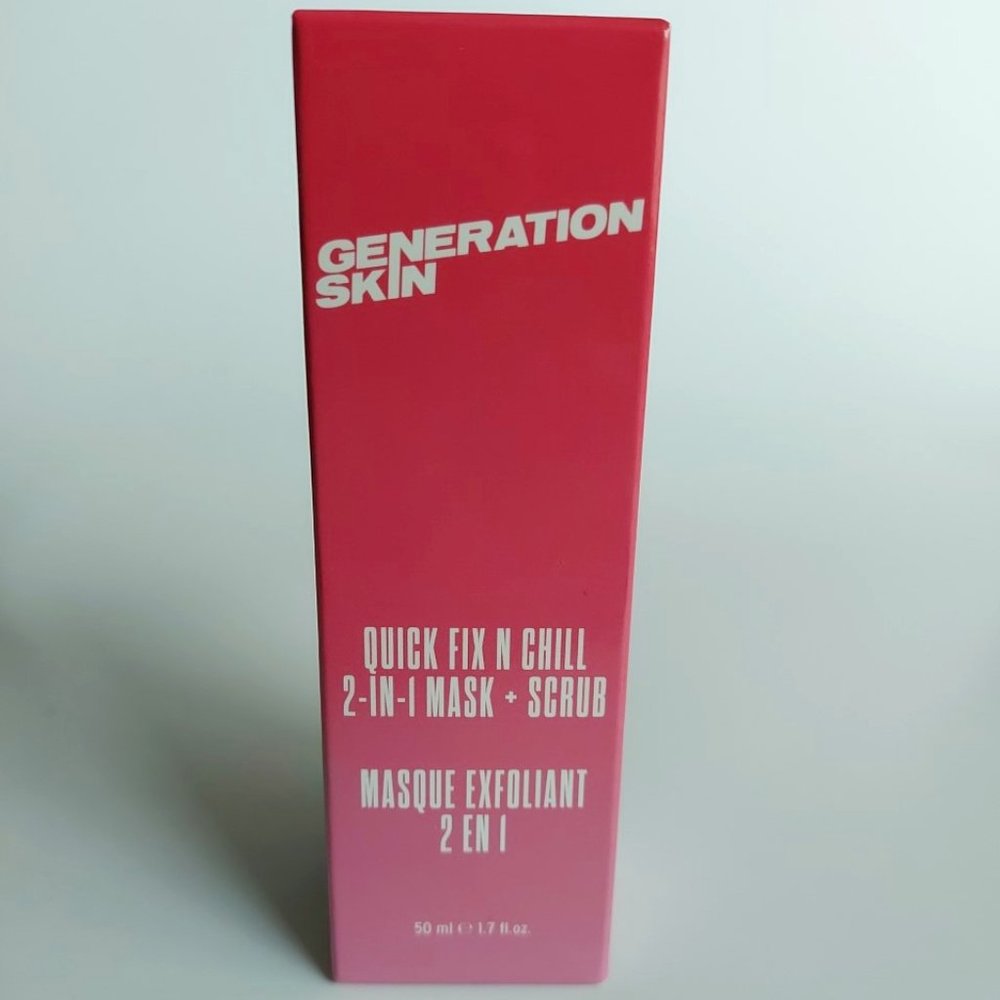 GENERATION
SKIN
QUICK FIX N CHILL
2-IN-1 MASK + SCRUB
MASQUE EXFOLIANT
2 EN 1
50 ml ℮ 1.7 fl.oz.